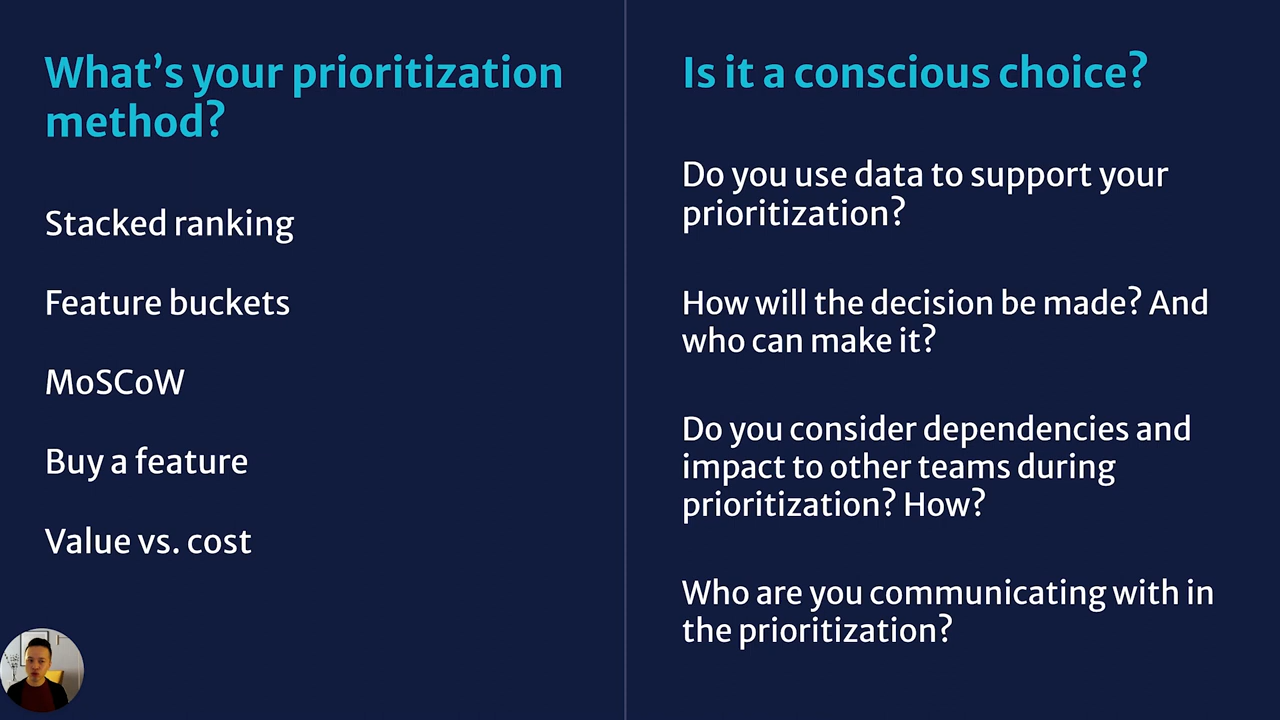 What’s your prioritization
method?
Stacked ranking
Feature buckets
MoSCoW
Buy a feature
Value vs. cost
Is it a conscious choice?
Do you use data to support your
prioritization?
How will the decision be made? And
who can make it?
Do you consider dependencies and
impact to other teams during
prioritization? How?
Who are you communicating with in
the prioritization?